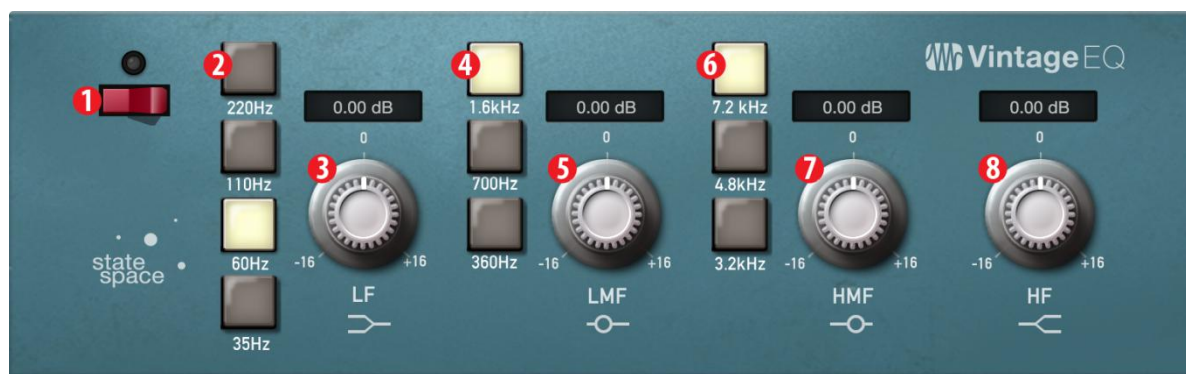 Vintage EQ
1
2
220Hz
110Hz
60Hz
35Hz
0.00 dB
0
3
-16
+16
LF
4
1.6kHz
700Hz
360Hz
0.00 dB
0
5
-16
+16
LMF
6
7.2 kHz
4.8kHz
3.2kHz
0.00 dB
0
7
-16
+16
HMF
0.00 dB
0
8
-16
+16
HF
state
space